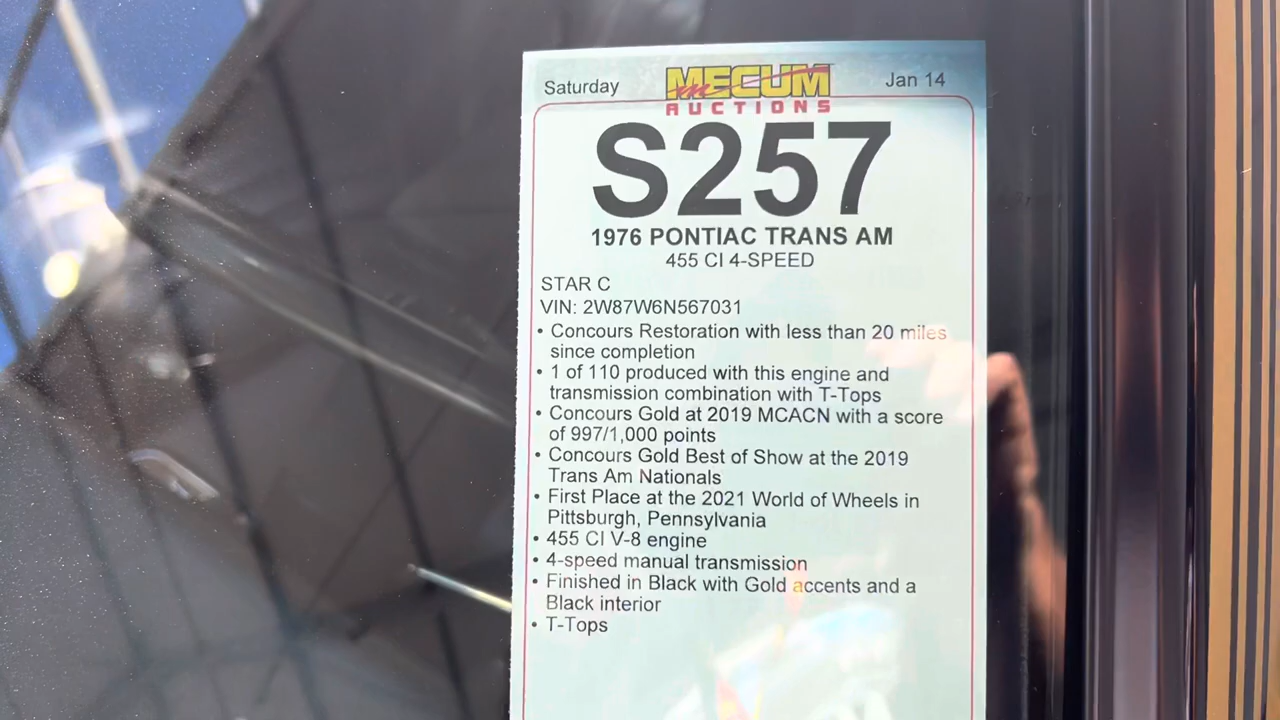 Saturday
MECUM
AUCTIONS
Jan 14
S257
1976 PONTIAC TRANS AM
455 CI 4-SPEED
STAR C
VIN: 2W87W6N567031
• Concours Restoration with less than 20 miles
since completion
• 1 of 110 produced with this engine and
transmission combination with T-Tops
• Concours Gold at 2019 MCACN with a score
of 997/1,000 points
• Concours Gold Best of Show at the 2019
Trans Am Nationals
• First Place at the 2021 World of Wheels in
Pittsburgh, Pennsylvania
• 455 CI V-8 engine
• 4-speed manual transmission
• Finished in Black with Gold accents and a
Black interior
• T-Tops